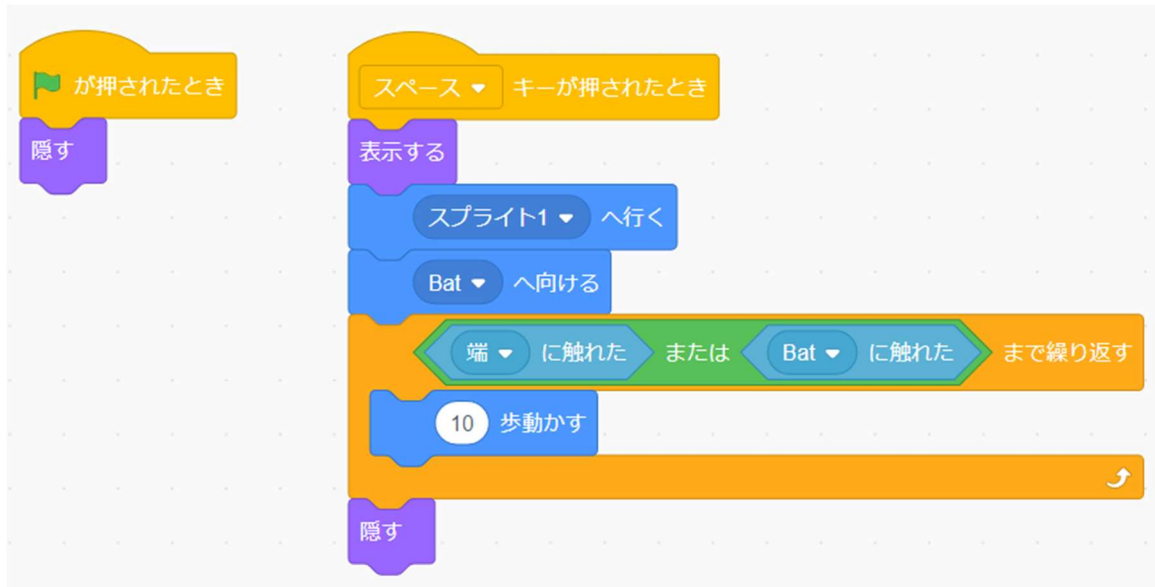 が押されたとき
隠す
スペース キーが押されたとき
表示する
スプライト1 へ行く
Bat へ向ける
端 に触れた または Bat に触れた まで繰り返す
10 歩動かす
隠す